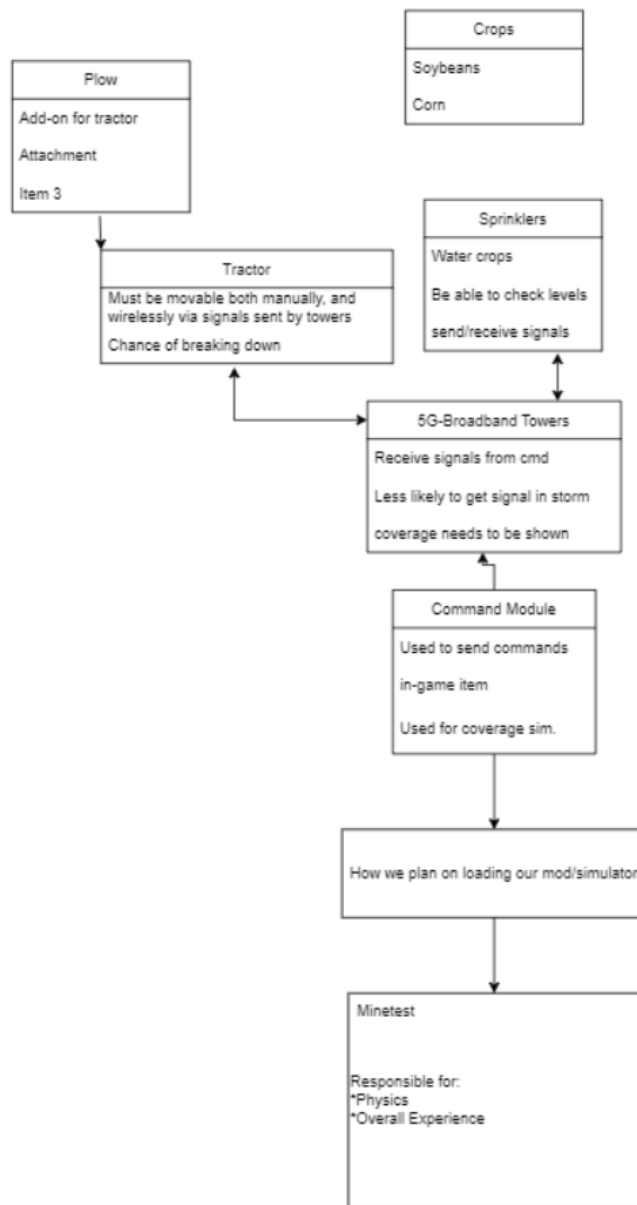 Crops
Soybeans
Corn
Plow
Add-on for tractor
Attachment
Item 3
Sprinklers
Water crops
Be able to check levels
send/receive signals
Tractor
Must be movable both manually, and
wirelessly via signals sent by towers
Chance of breaking down
5G-Broadband Towers
Receive signals from cmd
Less likely to get signal in storm
coverage needs to be shown
Command Module
Used to send commands
in-game item
Used for coverage sim.
How we plan on loading our mod/simulator
Minetest
Responsible for:
*Physics
*Overall Experience